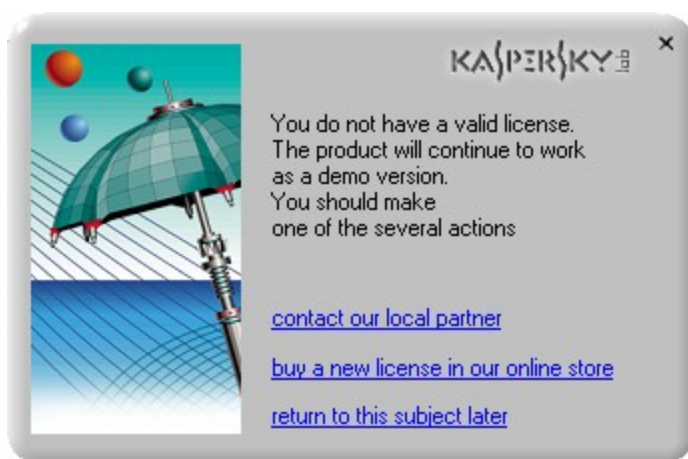 KASPERSKY lab
You do not have a valid license.
The product will continue to work
as a demo version.
You should make
one of the several actions
contact our local partner
buy a new license in our online store
return to this subject later